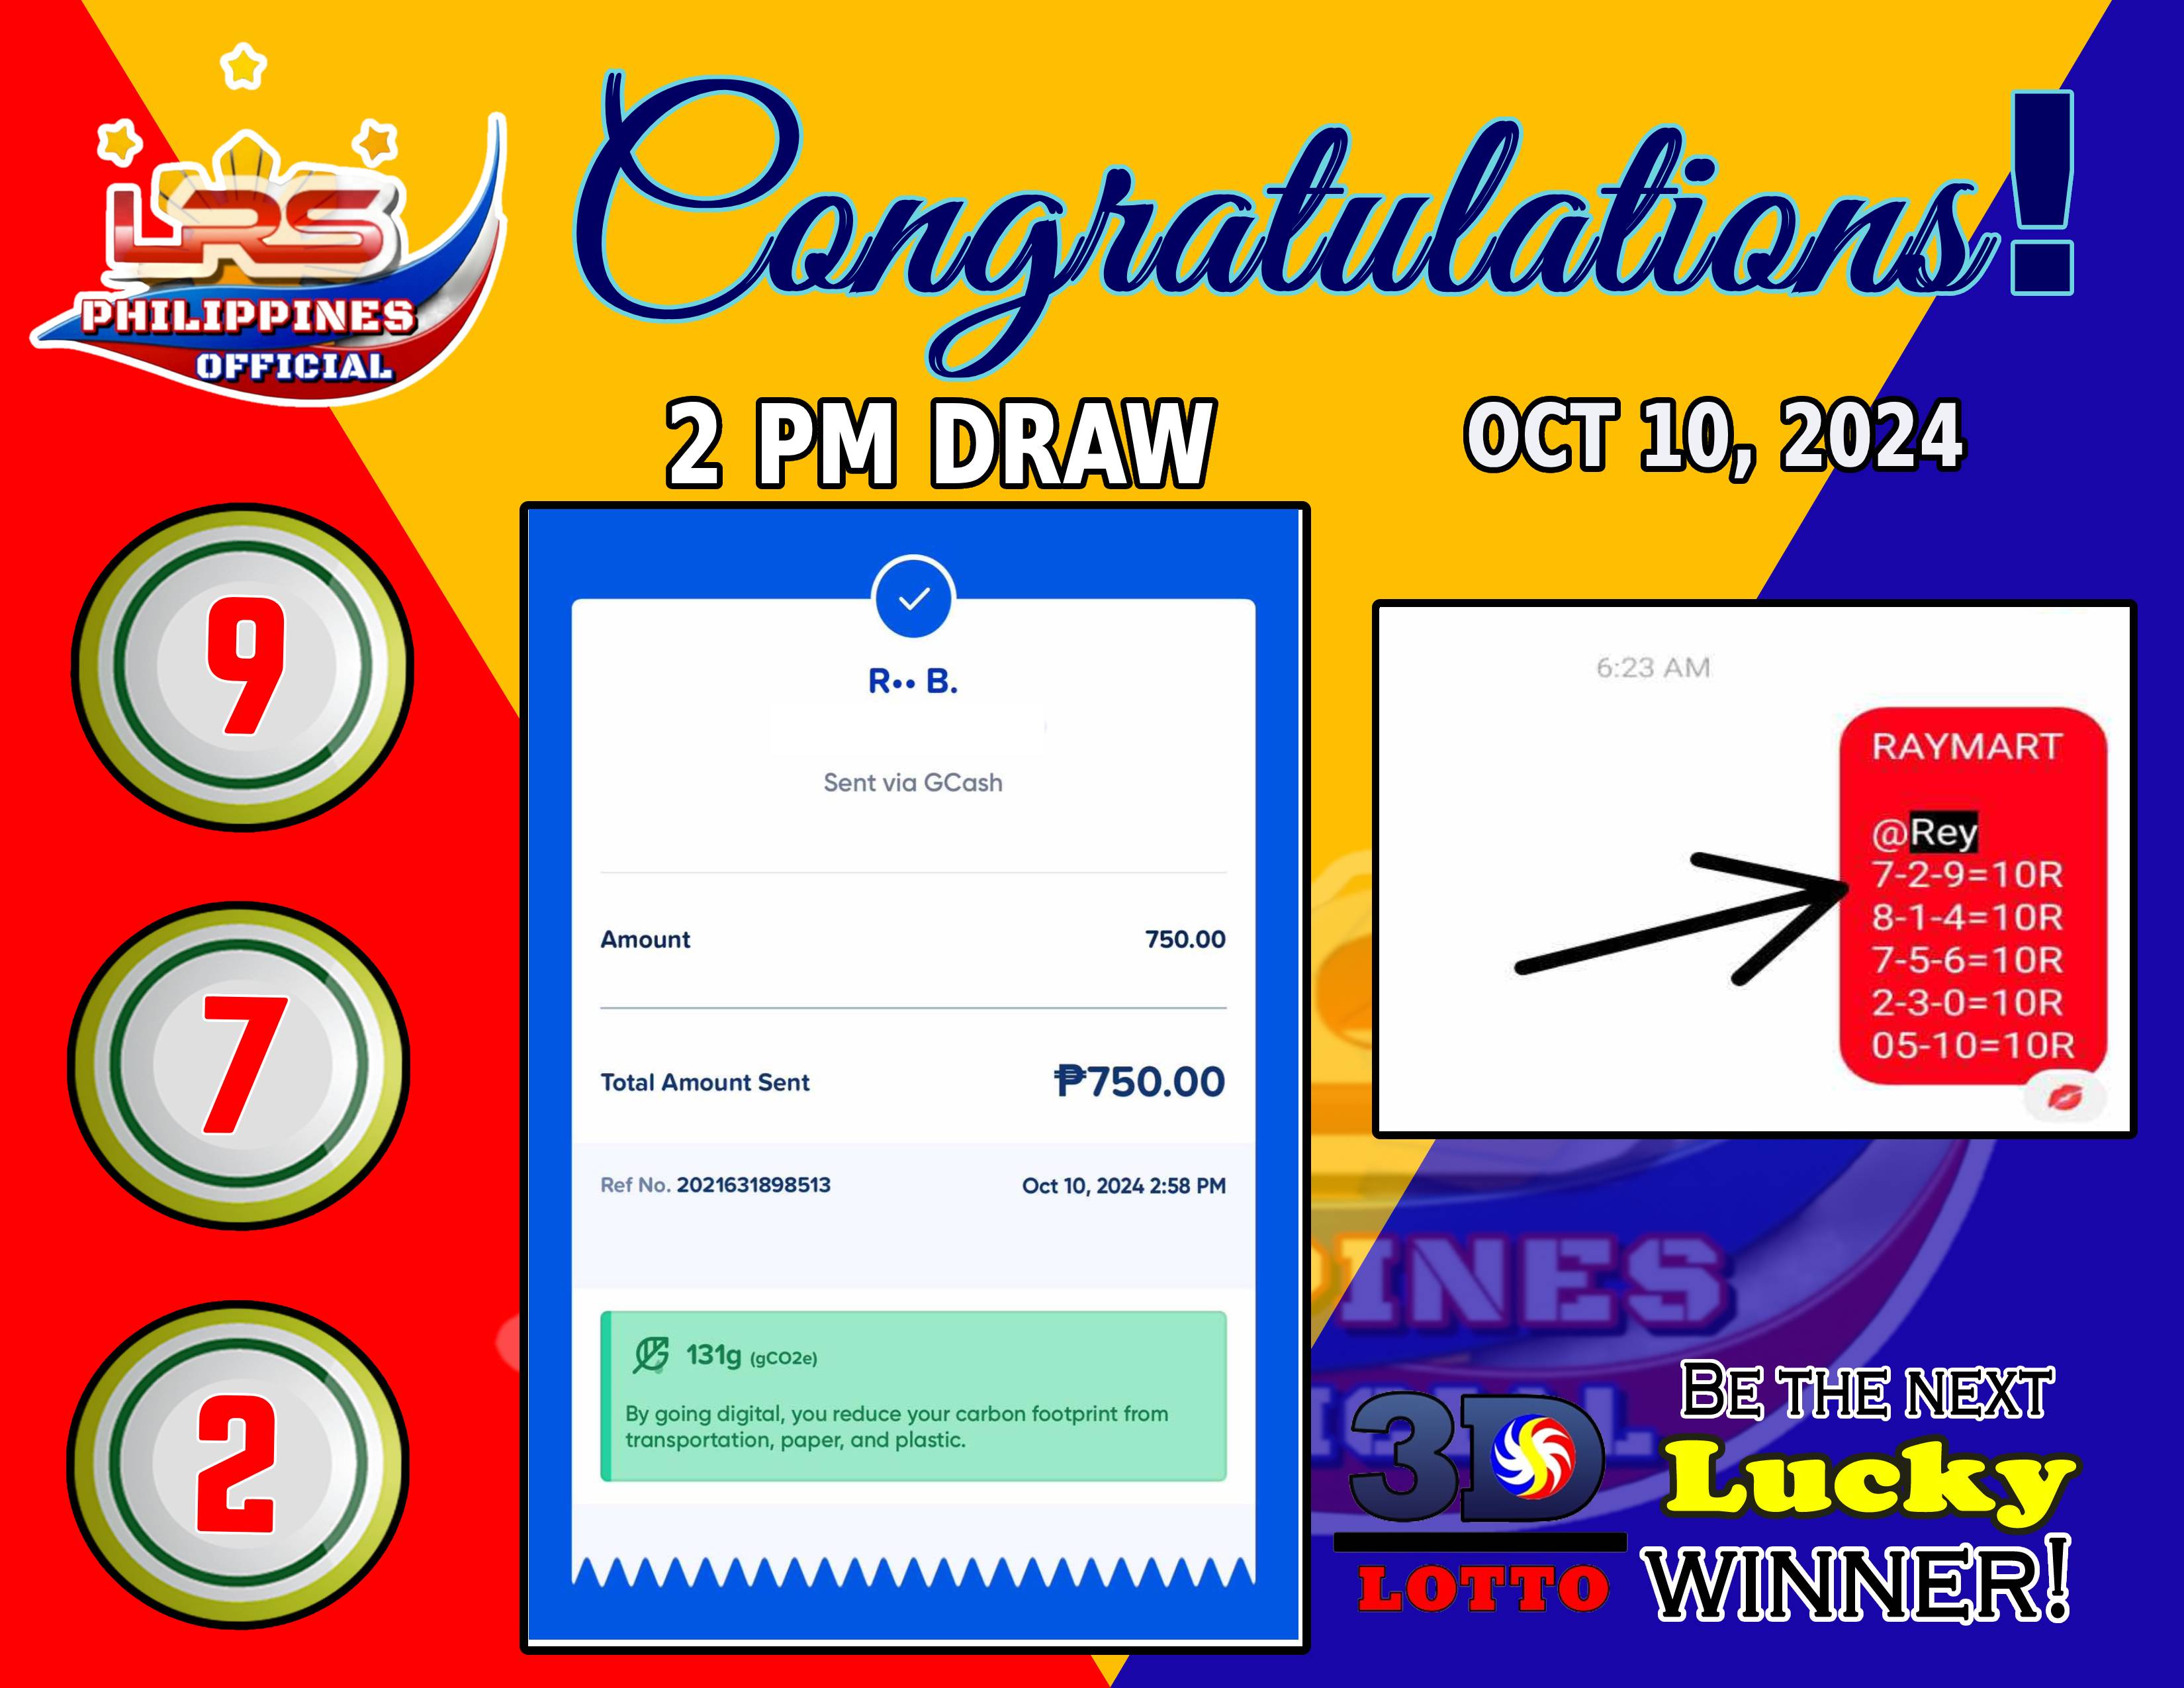 LRS
PHILIPPINES
OFFICIAL
Congratulations!
2 PM DRAW
OCT 10, 2024
9
7
2
R•• B.
Sent via GCash
Amount 750.00
Total Amount Sent ₱750.00
Ref No. 2021631898513 Oct 10, 2024 2:58 PM
131g (gCO2e)
By going digital, you reduce your carbon footprint from
transportation, paper, and plastic.
6:23 AM
RAYMART
@Rey
7-2-9=10R
8-1-4=10R
7-5-6=10R
2-3-0=10R
05-10=10R
PINES
ICIAL
3D
LOTTO
BE THE NEXT
Lucky
WINNER!